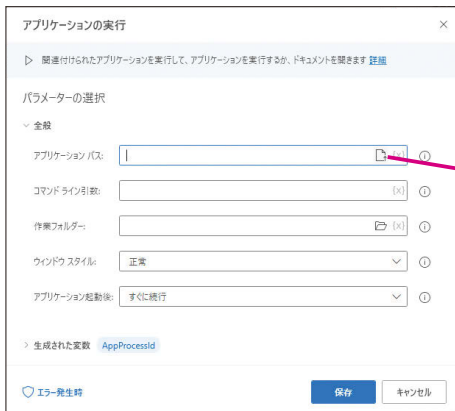 アプリケーションの実行
関連付けられたアプリケーションを実行して、アプリケーションを実行するか、ドキュメントを開きます 詳細
パラメーターの選択
全般
アプリケーション パス:
{x}
コマンド ライン引数:
{x}
作業フォルダー:
{x}
ウィンドウ スタイル: 正常
アプリケーション起動後: すぐに続行
生成された変数 AppProcessId
エラー発生時 保存 キャンセル